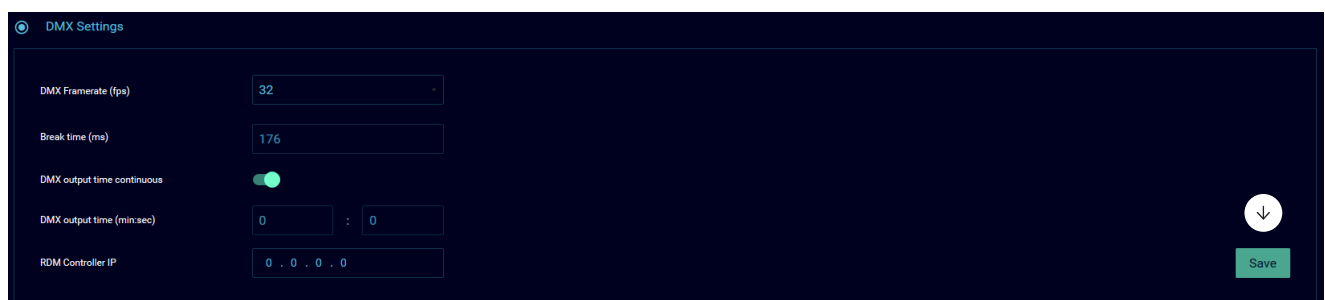 DMX Settings
DMX Framerate (fps) 32
Break time (ms) 176
DMX output time continuous
DMX output time (min:sec) 0 : 0
RDM Controller IP 0 . 0 . 0 . 0
Save